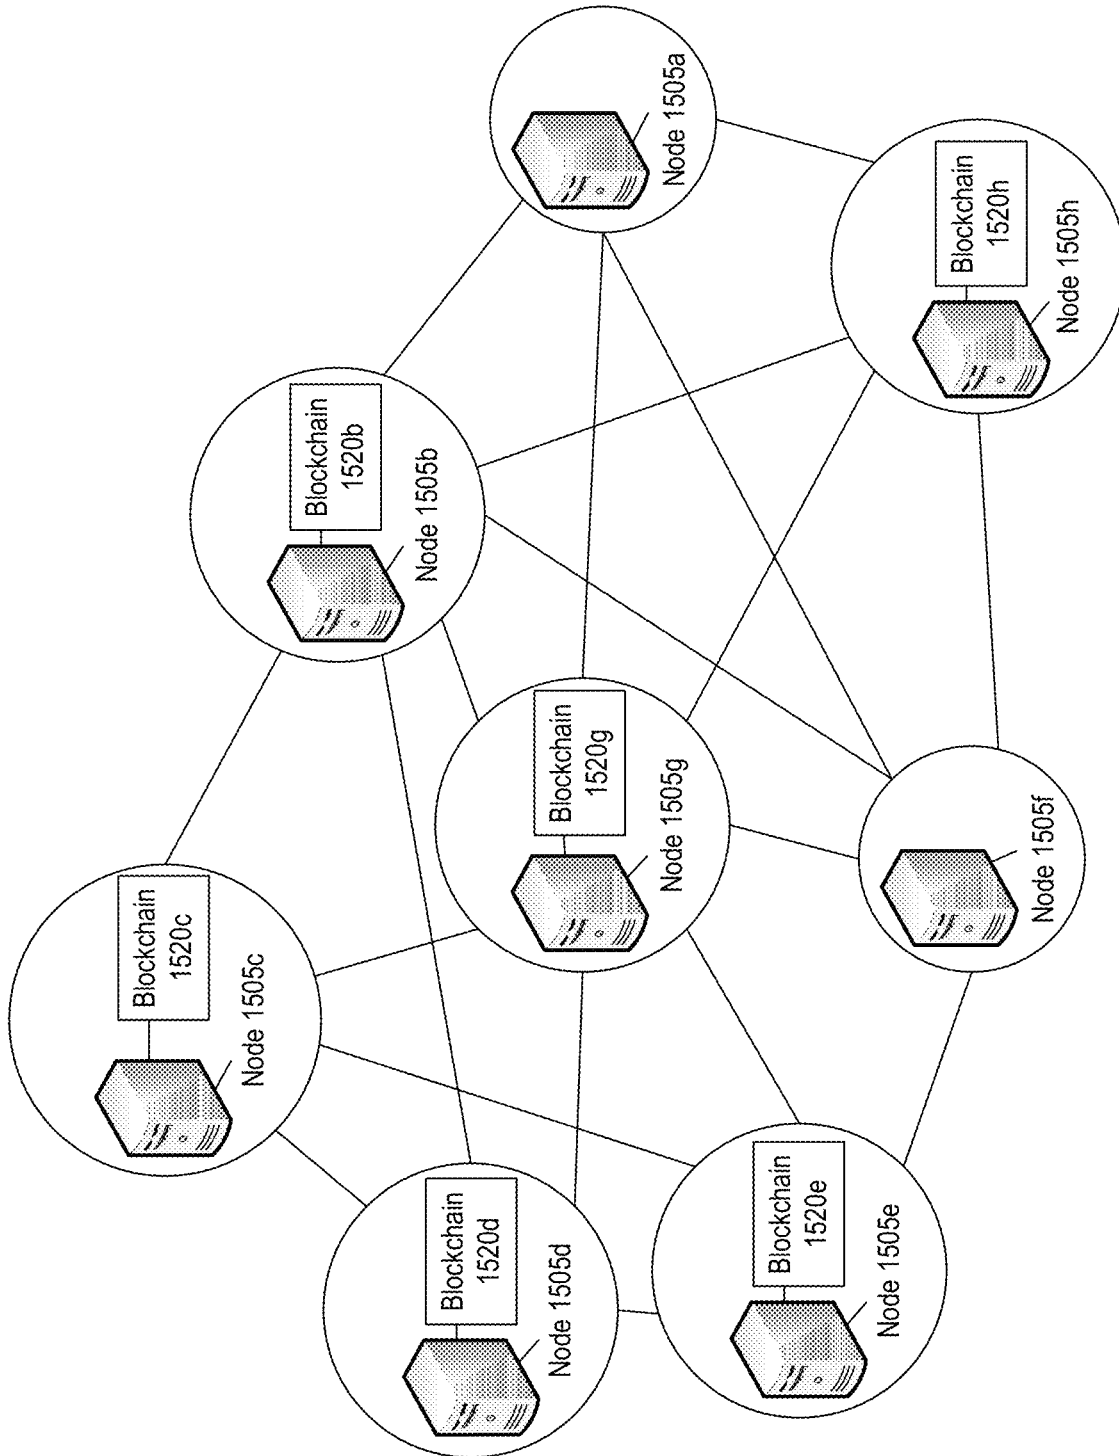 Blockchain
1520c
Node 1505c
Blockchain
1520b
Node 1505b
Node 1505a
Blockchain
1520d
Node 1505d
Blockchain
1520g
Node 1505g
Blockchain
1520e
Node 1505e
Node 1505f
Blockchain
1520h
Node 1505h